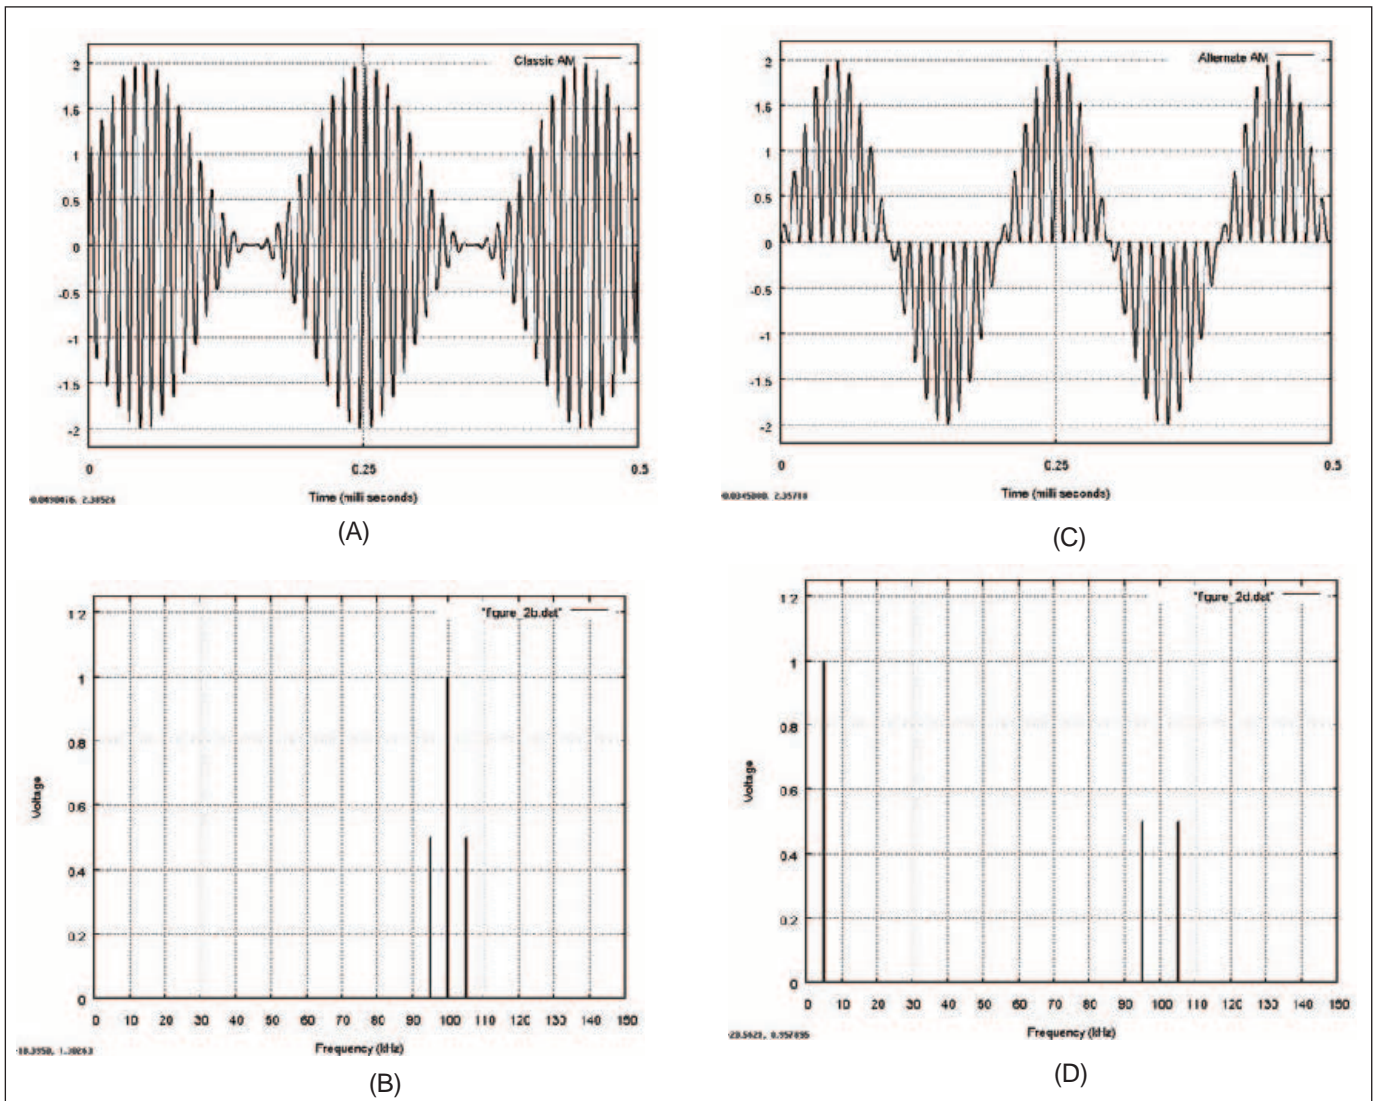 Classic AM
2
1.5
1
0.5
0
-0.5
-1
-1.5
-2
0 0.25 0.5
Time (milli seconds)
(A)
Alternate AM
2
1.5
1
0.5
0
-0.5
-1
-1.5
-2
0 0.25 0.5
Time (milli seconds)
(C)
"figure_2b.dat"
1.2
1
0.8
0.6
0.4
0.2
0
Voltage
0 10 20 30 40 50 60 70 80 90 100 110 120 130 140 150
Frequency (kHz)
(B)
"figure_2d.dat"
1.2
1
0.8
0.6
0.4
0.2
0
Voltage
0 10 20 30 40 50 60 70 80 90 100 110 120 130 140 150
Frequency (kHz)
(D)